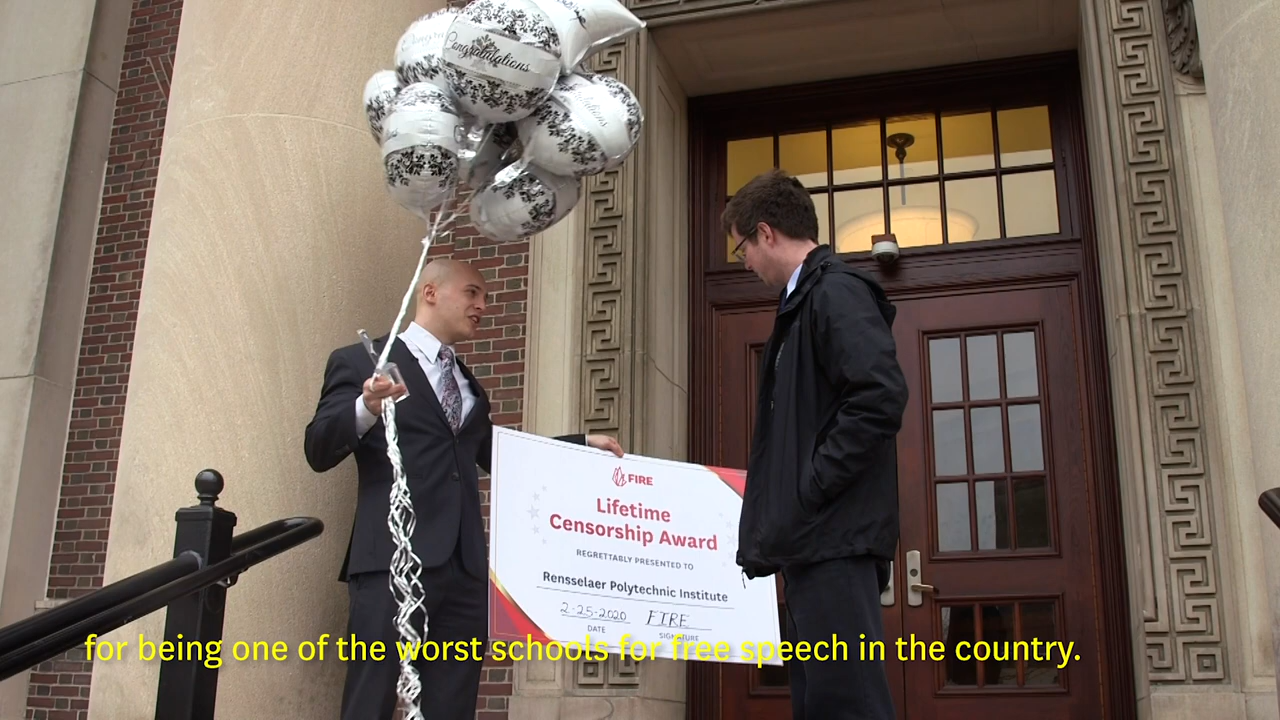 Congratulations
FIRE
Lifetime
Censorship Award
REGRETTABLY PRESENTED TO
Rensselaer Polytechnic Institute
2-25-2020 FIRE
DATE SIGNATURE
for being one of the worst schools for free speech in the country.